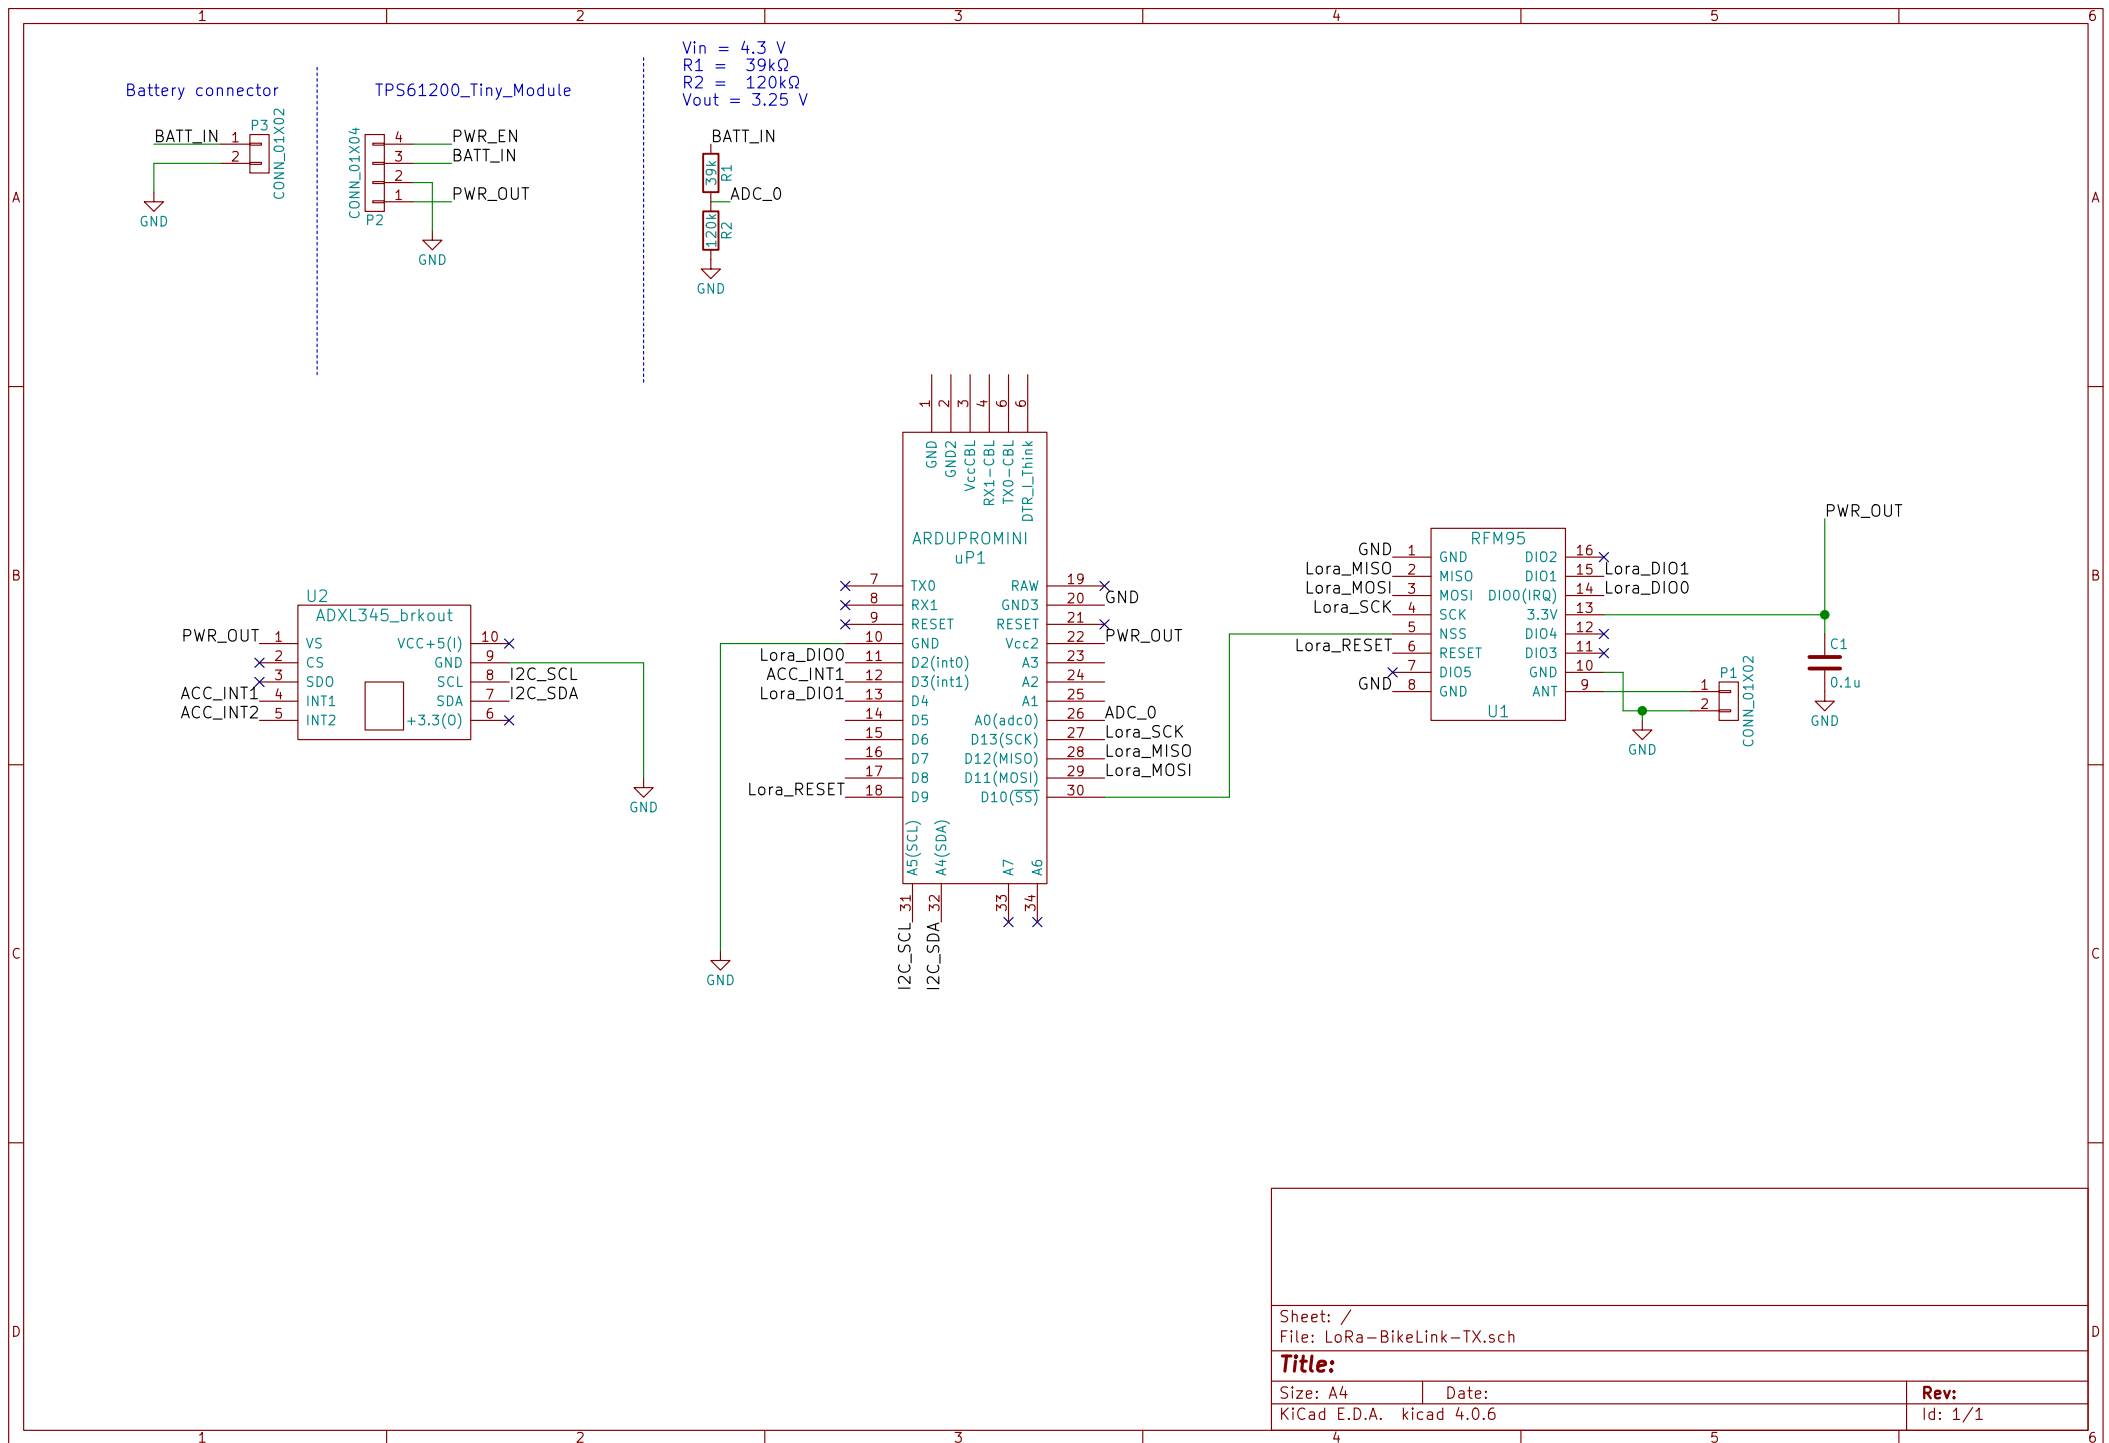 1 2 3 4 5 6
Vin = 4.3 V
R1 =  39kΩ
R2 =  120kΩ
Vout = 3.25 V
Battery connector
TPS61200_Tiny_Module
P3
CONN_01X02
BATT_IN 1
2
GND
CONN_01X04
4 PWR_EN
3 BATT_IN
2
1 PWR_OUT
P2
GND
BATT_IN
39k R1
ADC_0
120k R2
GND
A
A
1 2 3 4 6 6
GND GND2 VccCBL RX1-CBL TX0-CBL DTR_I_Think
ARDUPROMINI
uP1
7 TX0
8 RX1
9 RESET
10 GND
Lora_DIO0 11 D2(int0)
ACC_INT1 12 D3(int1)
Lora_DIO1 13 D4
14 D5
15 D6
16 D7
17 D8
Lora_RESET 18 D9
RAW 19
GND3 20 GND
RESET 21
Vcc2 22 PWR_OUT
A3 23
A2 24
A1 25
A0(adc0) 26 ADC_0
D13(SCK) 27 Lora_SCK
D12(MISO) 28 Lora_MISO
D11(MOSI) 29 Lora_MOSI
D10(SS) 30
A5(SCL) A4(SDA) A7 A6
31 32 33 34
I2C_SCL I2C_SDA
GND
B
B
U2
ADXL345_brkout
PWR_OUT 1 VS
2 CS
3 SDO
ACC_INT1 4 INT1
ACC_INT2 5 INT2
VCC+5(I) 10
GND 9
SCL 8 I2C_SCL
SDA 7 I2C_SDA
+3.3(O) 6
GND
RFM95
GND 1 GND
Lora_MISO 2 MISO
Lora_MOSI 3 MOSI
Lora_SCK 4 SCK
5 NSS
Lora_RESET 6 RESET
7 DIO5
GND 8 GND
DIO2 16
DIO1 15 Lora_DIO1
DIO0(IRQ) 14 Lora_DIO0
3.3V 13
DIO4 12
DIO3 11
GND 10
ANT 9
U1
PWR_OUT
C1
0.1u
GND
P1
1
2
CONN_01X02
GND
C
C
D
D
Sheet: /
File: LoRa-BikeLink-TX.sch
Title:
Size: A4 Date: Rev:
KiCad E.D.A.  kicad 4.0.6 Id: 1/1
1 2 3 4 5 6